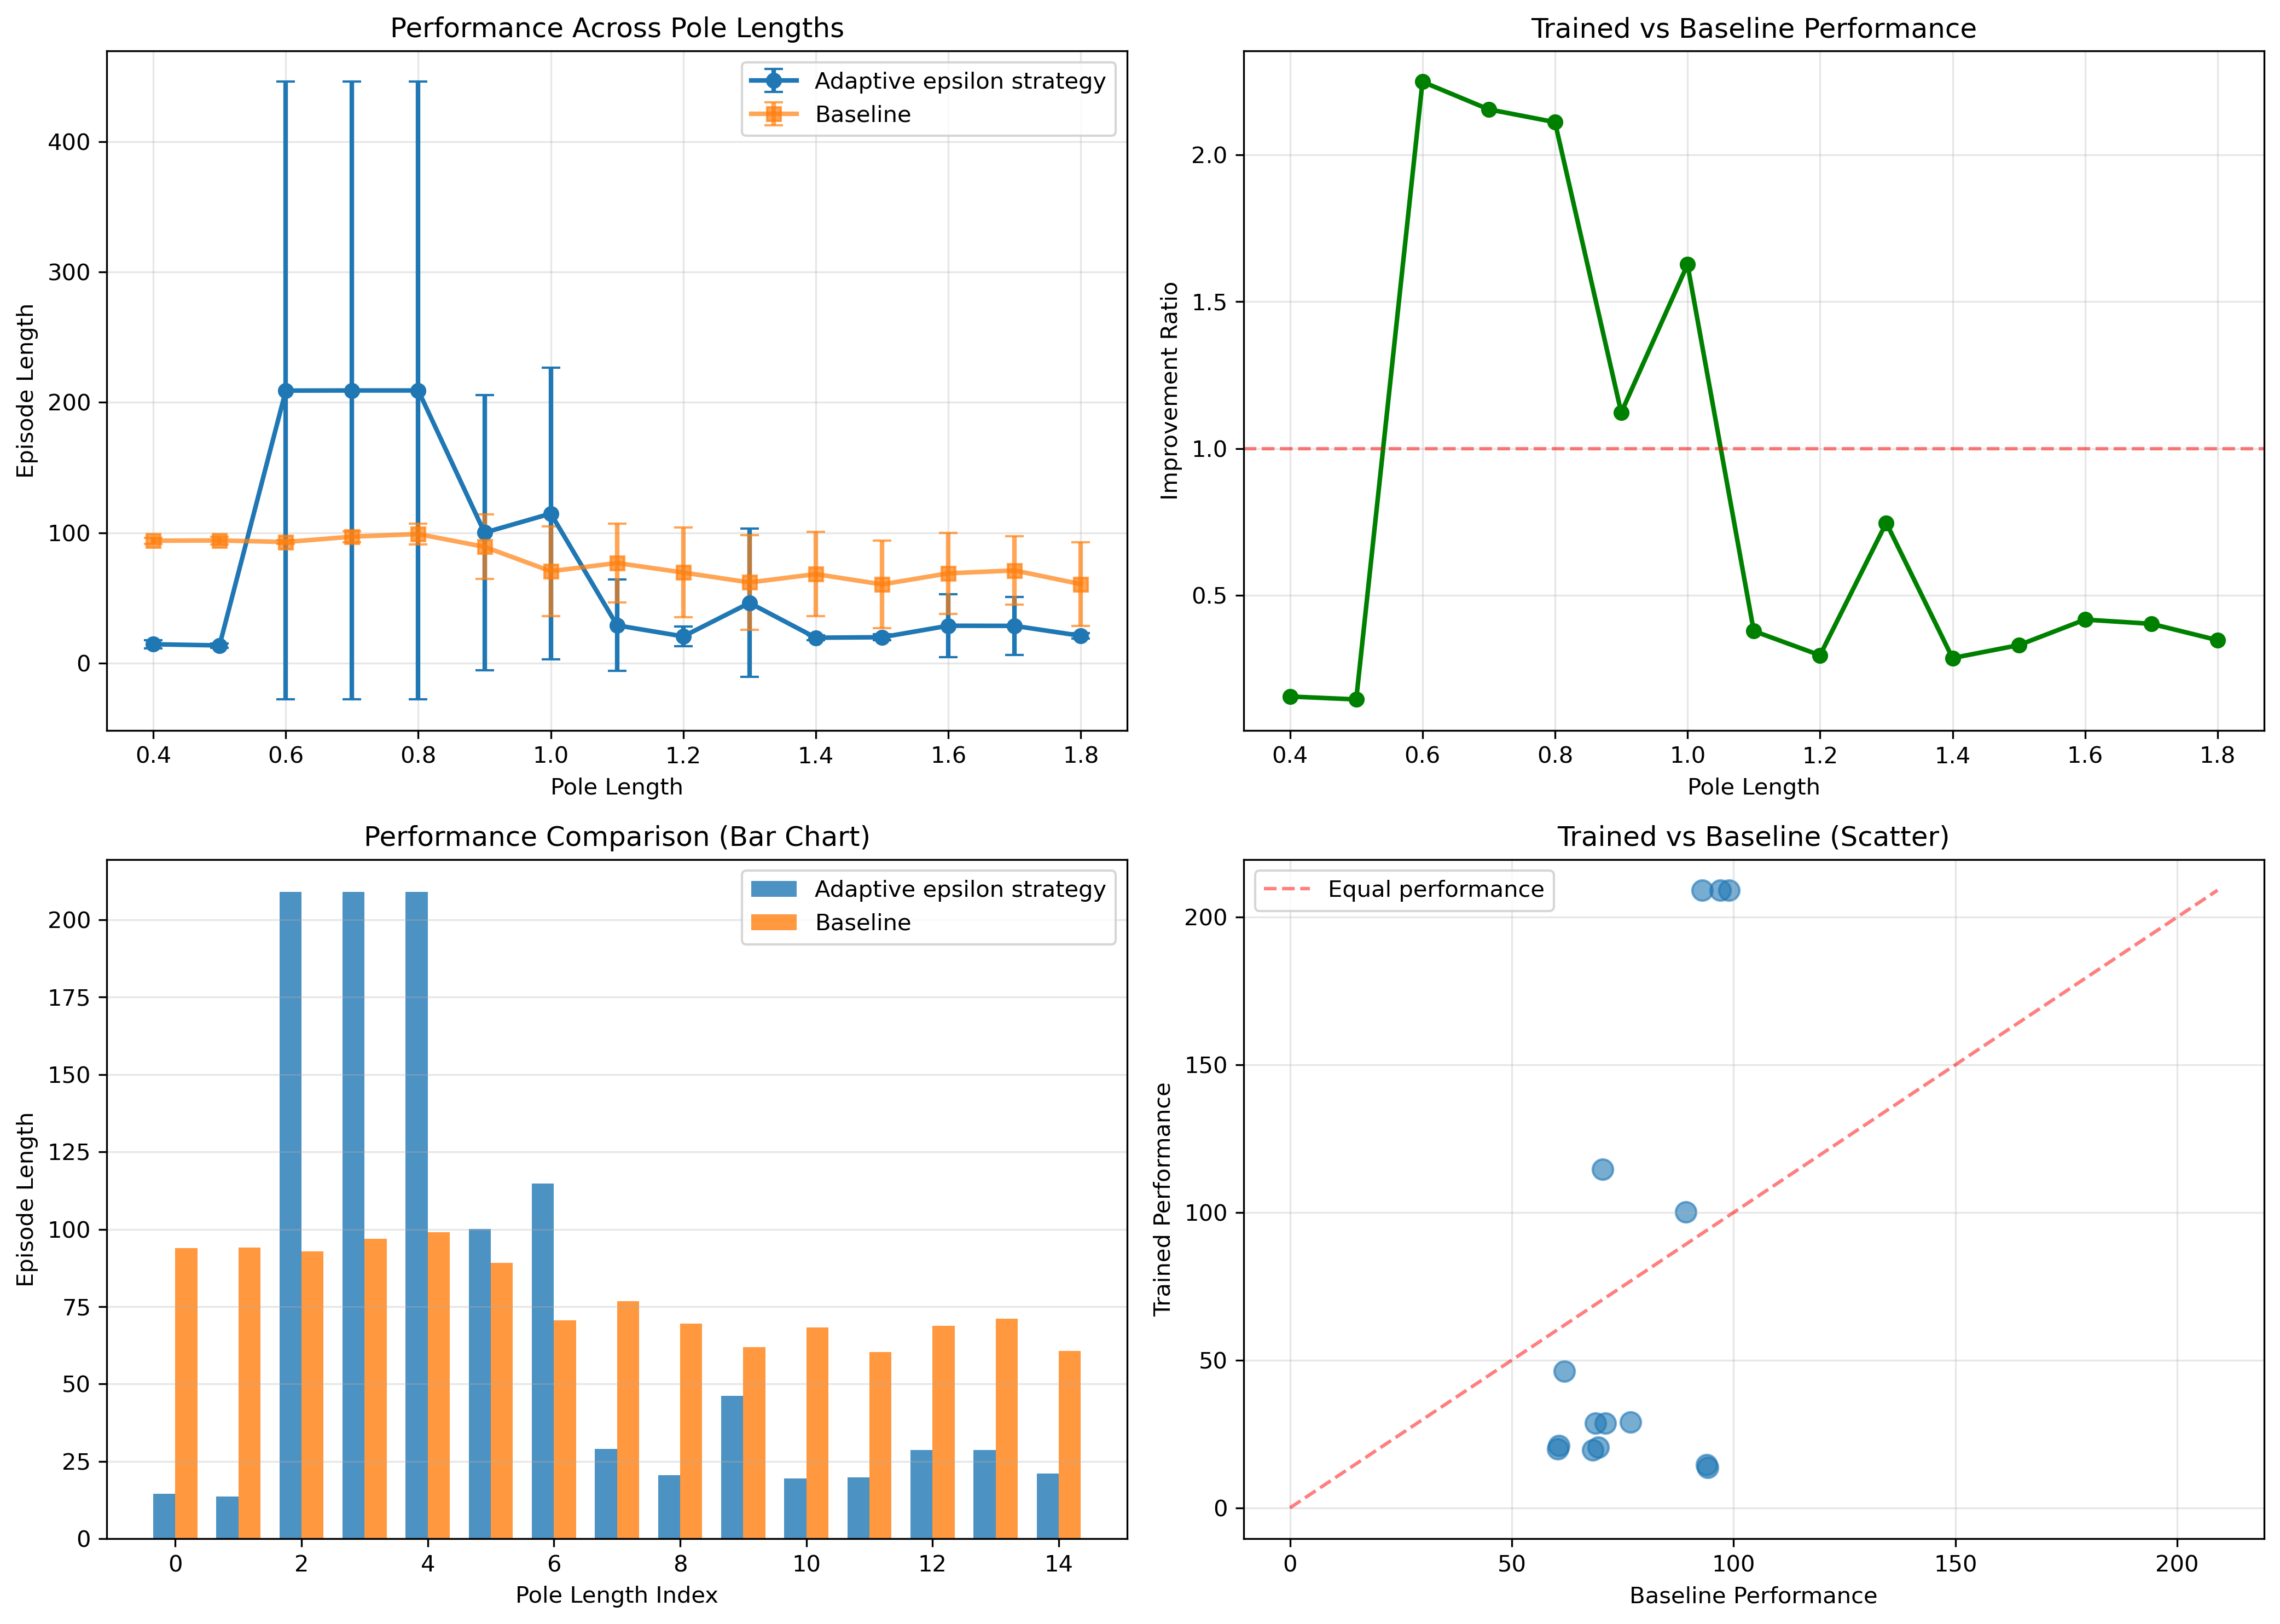 Performance Across Pole Lengths
Adaptive epsilon strategy
Baseline
Episode Length
400
300
200
100
0
0.4 0.6 0.8 1.0 1.2 1.4 1.6 1.8
Pole Length
Trained vs Baseline Performance
Improvement Ratio
2.0
1.5
1.0
0.5
0.4 0.6 0.8 1.0 1.2 1.4 1.6 1.8
Pole Length
Performance Comparison (Bar Chart)
Adaptive epsilon strategy
Baseline
Episode Length
200
175
150
125
100
75
50
25
0
0 2 4 6 8 10 12 14
Pole Length Index
Trained vs Baseline (Scatter)
Equal performance
Trained Performance
200
150
100
50
0
0 50 100 150 200
Baseline Performance